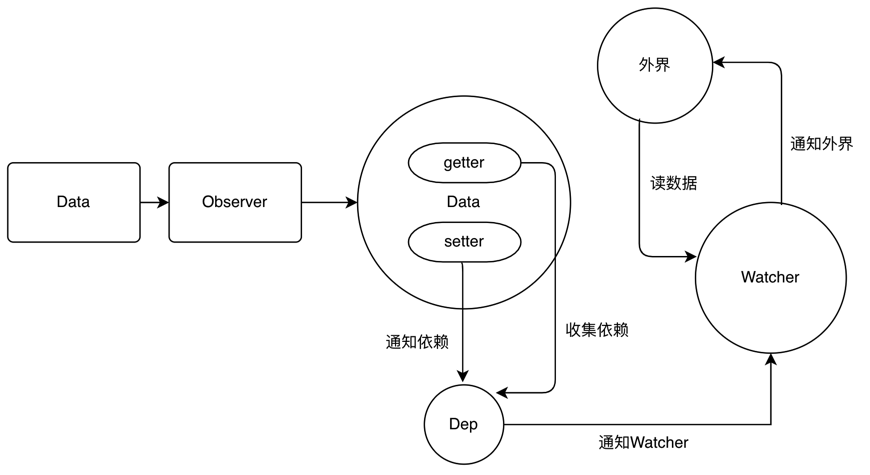 外界
通知外界
getter
读数据
Data
Observer
Data
setter
Watcher
通知依赖
收集依赖
Dep
通知Watcher